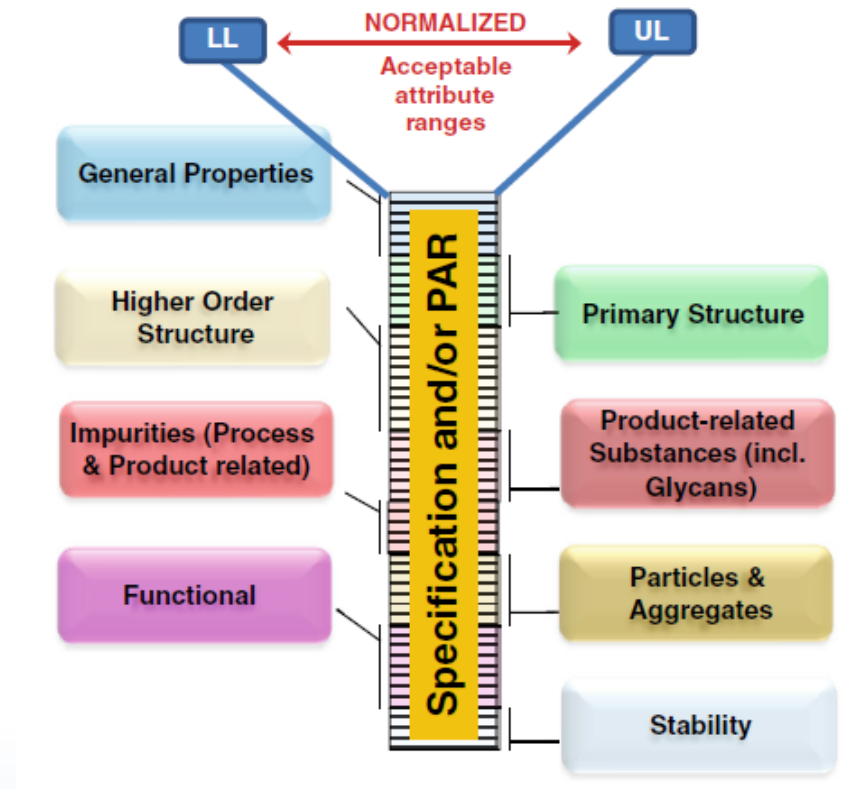 LL
NORMALIZED
UL
Acceptable
attribute
ranges
General Properties
Higher Order
Structure
Impurities (Process
& Product related)
Functional
Specification and/or PAR
Primary Structure
Product-related
Substances (incl.
Glycans)
Particles &
Aggregates
Stability